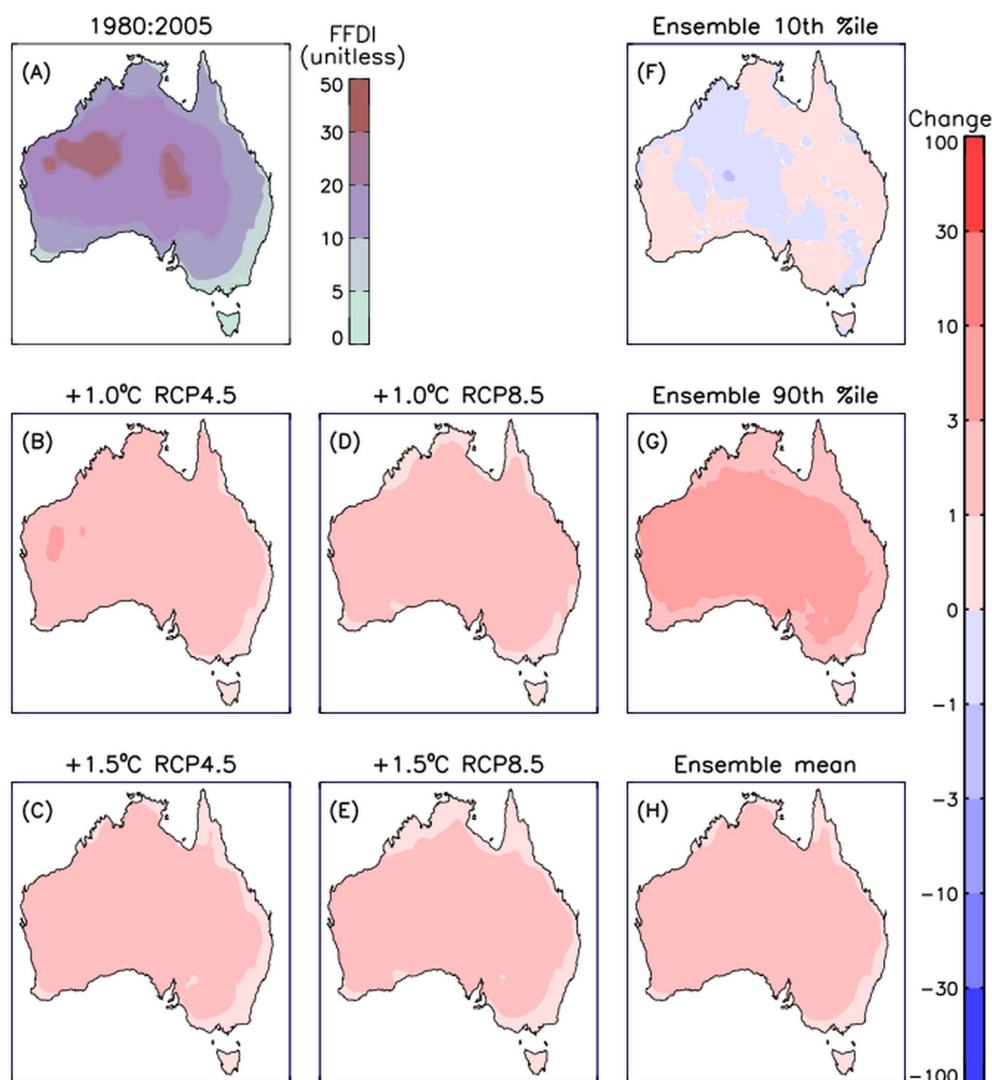 1980:2005
FFDI
(unitless)
Ensemble 10th %ile
(A)
50
30
20
10
5
0
(F)
Change
100
30
10
3
1
0
−1
−3
−10
−30
−100
+1.0°C RCP4.5
+1.0°C RCP8.5
Ensemble 90th %ile
(B)
(D)
(G)
+1.5°C RCP4.5
+1.5°C RCP8.5
Ensemble mean
(C)
(E)
(H)